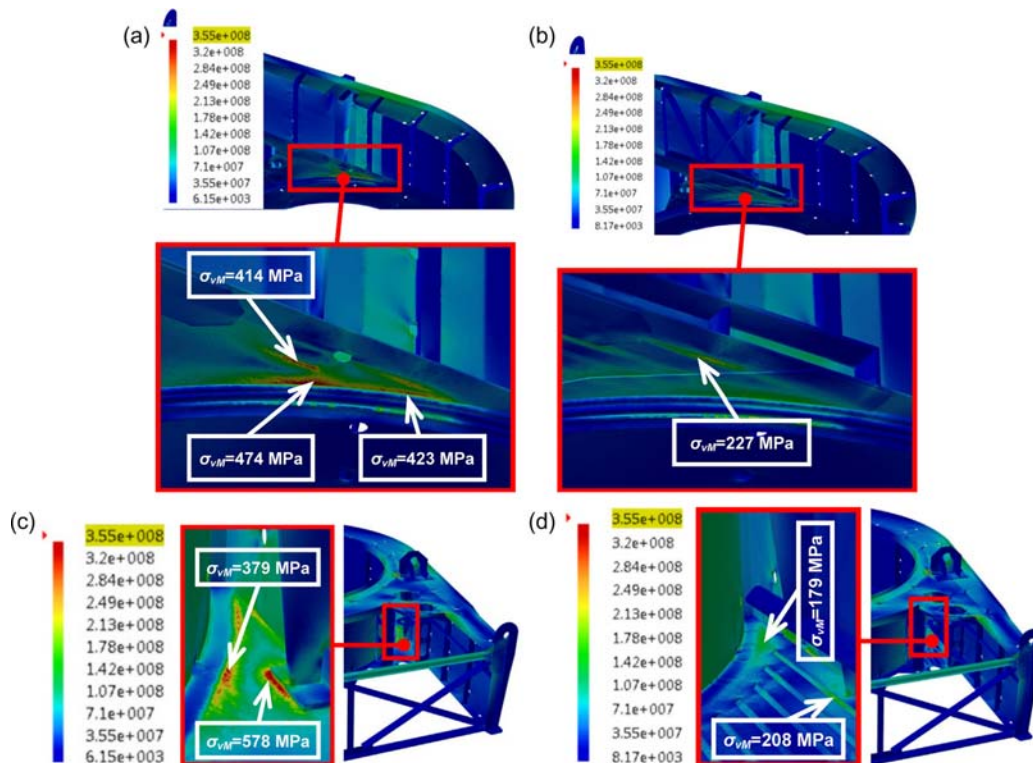 (a)
3.55e+008
3.2e+008
2.84e+008
2.49e+008
2.13e+008
1.78e+008
1.42e+008
1.07e+008
7.1e+007
3.55e+007
6.15e+003
σvM=414 MPa
σvM=474 MPa
σvM=423 MPa
(b)
3.55e+008
3.2e+008
2.84e+008
2.49e+008
2.13e+008
1.78e+008
1.42e+008
1.07e+008
7.1e+007
3.55e+007
8.17e+003
σvM=227 MPa
(c)
3.55e+008
3.2e+008
2.84e+008
2.49e+008
2.13e+008
1.78e+008
1.42e+008
1.07e+008
7.1e+007
3.55e+007
6.15e+003
σvM=379 MPa
σvM=578 MPa
(d)
3.55e+008
3.2e+008
2.84e+008
2.49e+008
2.13e+008
1.78e+008
1.42e+008
1.07e+008
7.1e+007
3.55e+007
8.17e+003
σvM=179 MPa
σvM=208 MPa